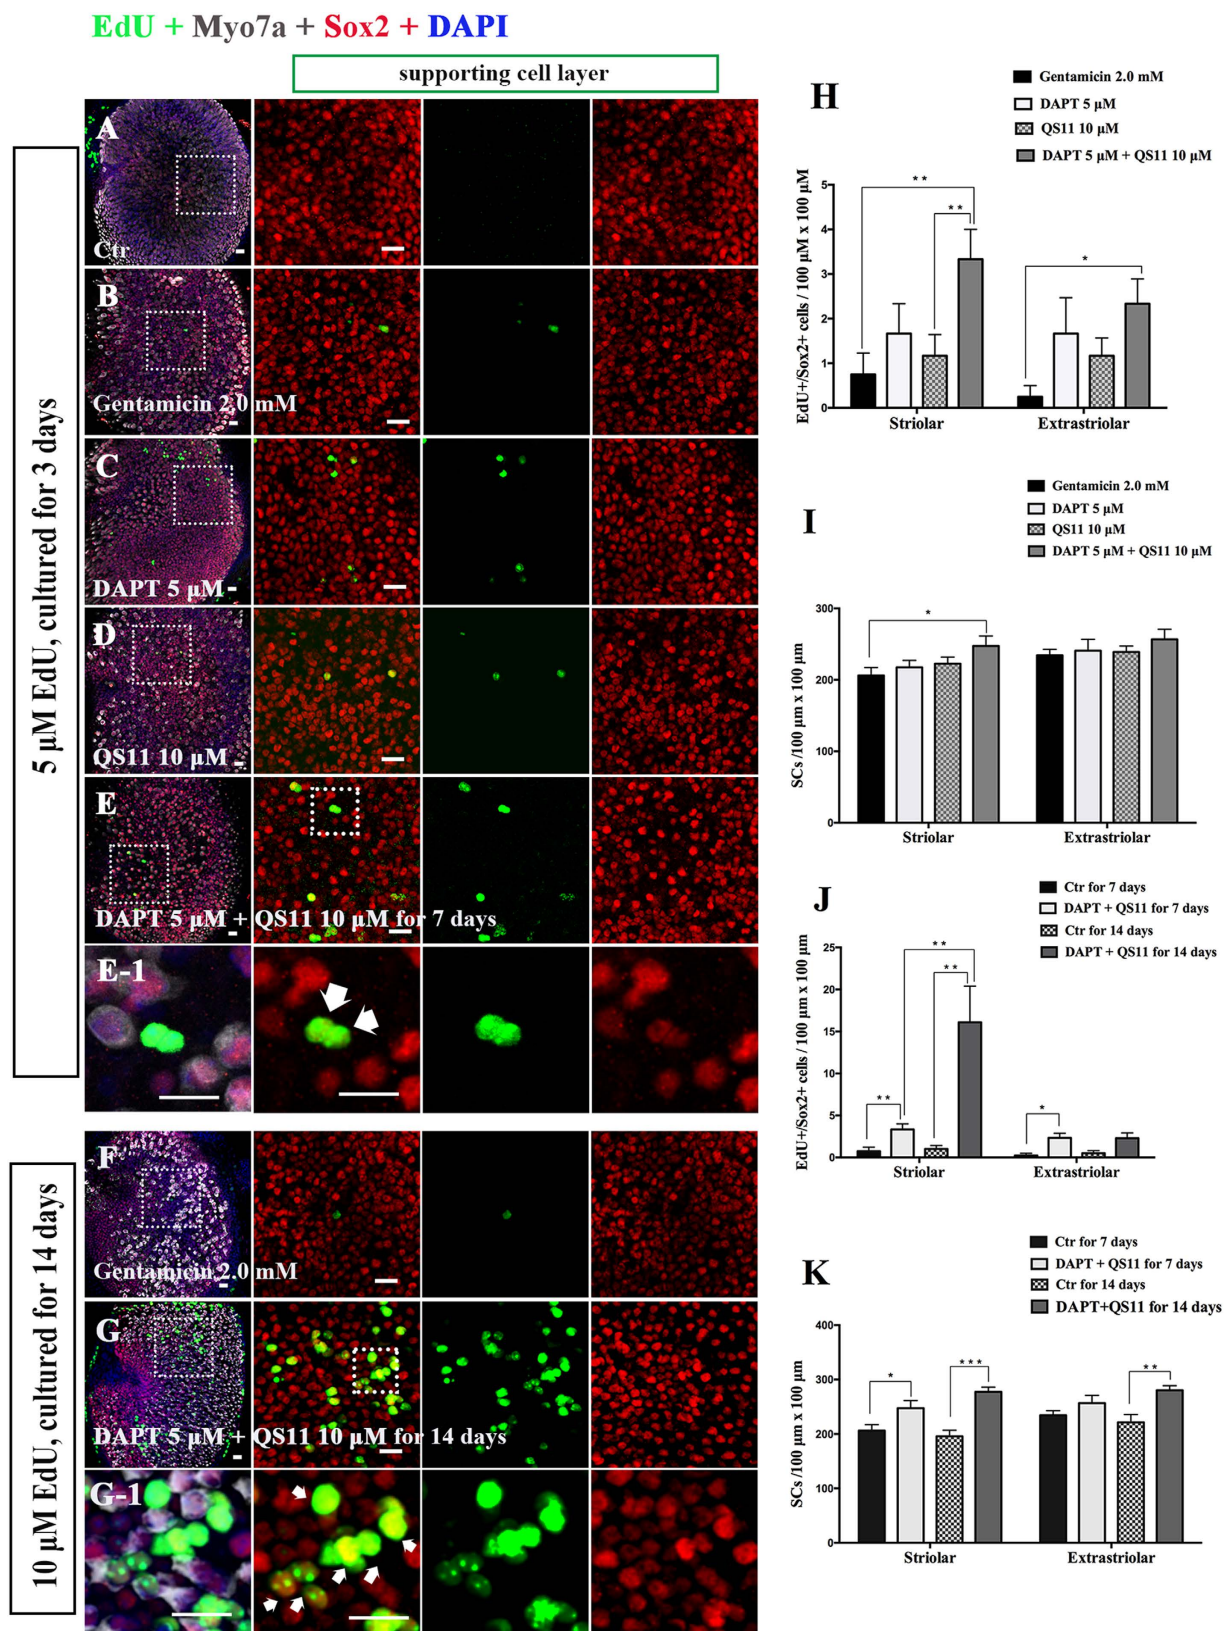 EdU + Myo7a + Sox2 + DAPI
supporting cell layer
5 µM EdU, cultured for 3 days
10 µM EdU, cultured for 14 days
A
Ctr
B
Gentamicin 2.0 mM
C
DAPT 5 µM
D
QS11 10 µM
E
DAPT 5 µM + QS11 10 µM for 7 days
E-1
F
Gentamicin 2.0 mM
G
DAPT 5 µM + QS11 10 µM for 14 days
G-1
H
Gentamicin 2.0 mM
DAPT 5 µM
QS11 10 µM
DAPT 5 µM + QS11 10 µM
EdU+/Sox2+ cells / 100 µM x 100 µM
5
4
3
2
1
0
**
**
*
Striolar
Extrastriolar
I
Gentamicin 2.0 mM
DAPT 5 µM
QS11 10 µM
DAPT 5 µM + QS11 10 µM
SCs /100 µm x 100 µm
300
200
100
0
*
Striolar
Extrastriolar
J
Ctr for 7 days
DAPT + QS11 for 7 days
Ctr for 14 days
DAPT + QS11 for 14 days
EdU+/Sox2+ cells / 100 µm x 100 µm
25
20
15
10
5
0
**
**
**
*
Striolar
Extrastriolar
K
Ctr for 7 days
DAPT + QS11 for 7 days
Ctr for 14 days
DAPT+QS11 for 14 days
SCs /100 µm x 100 µm
400
300
200
100
0
*
***
**
Striolar
Extrastriolar